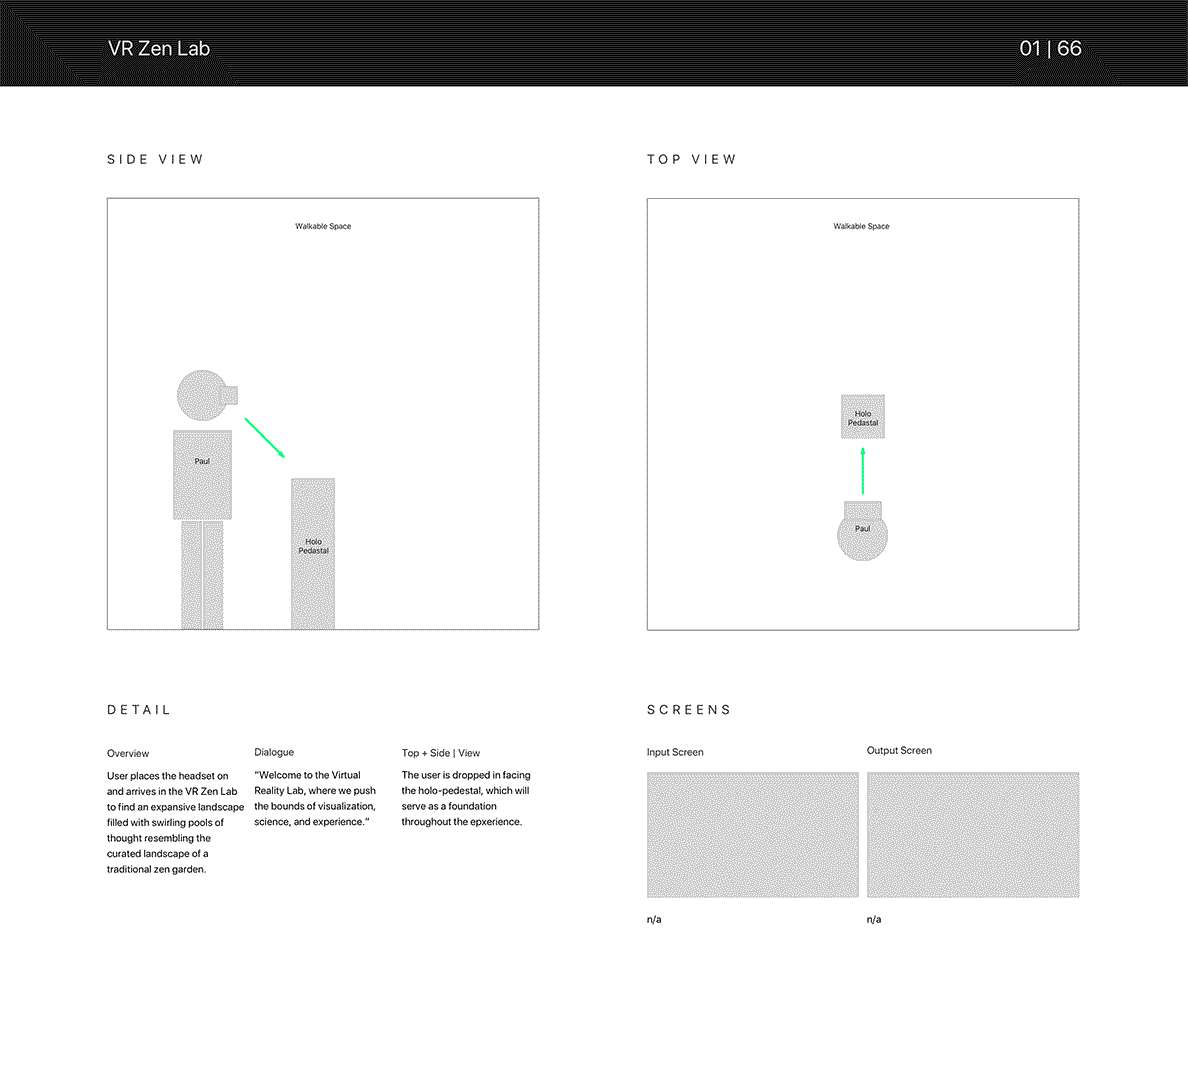 VR Zen Lab
01 | 66
SIDE VIEW
TOP VIEW
Walkable Space
Paul
Holo
Pedastal
Walkable Space
Holo
Pedastal
Paul
DETAIL
Overview
User places the headset on
and arrives in the VR Zen Lab
to find an expansive landscape
filled with swirling pools of
thought resembling the
curated landscape of a
traditional zen garden.
Dialogue
“Welcome to the Virtual
Reality Lab, where we push
the bounds of visualization,
science, and experience.”
Top + Side | View
The user is dropped in facing
the holo-pedestal, which will
serve as a foundation
throughout the epxerience.
SCREENS
Input Screen
n/a
Output Screen
n/a